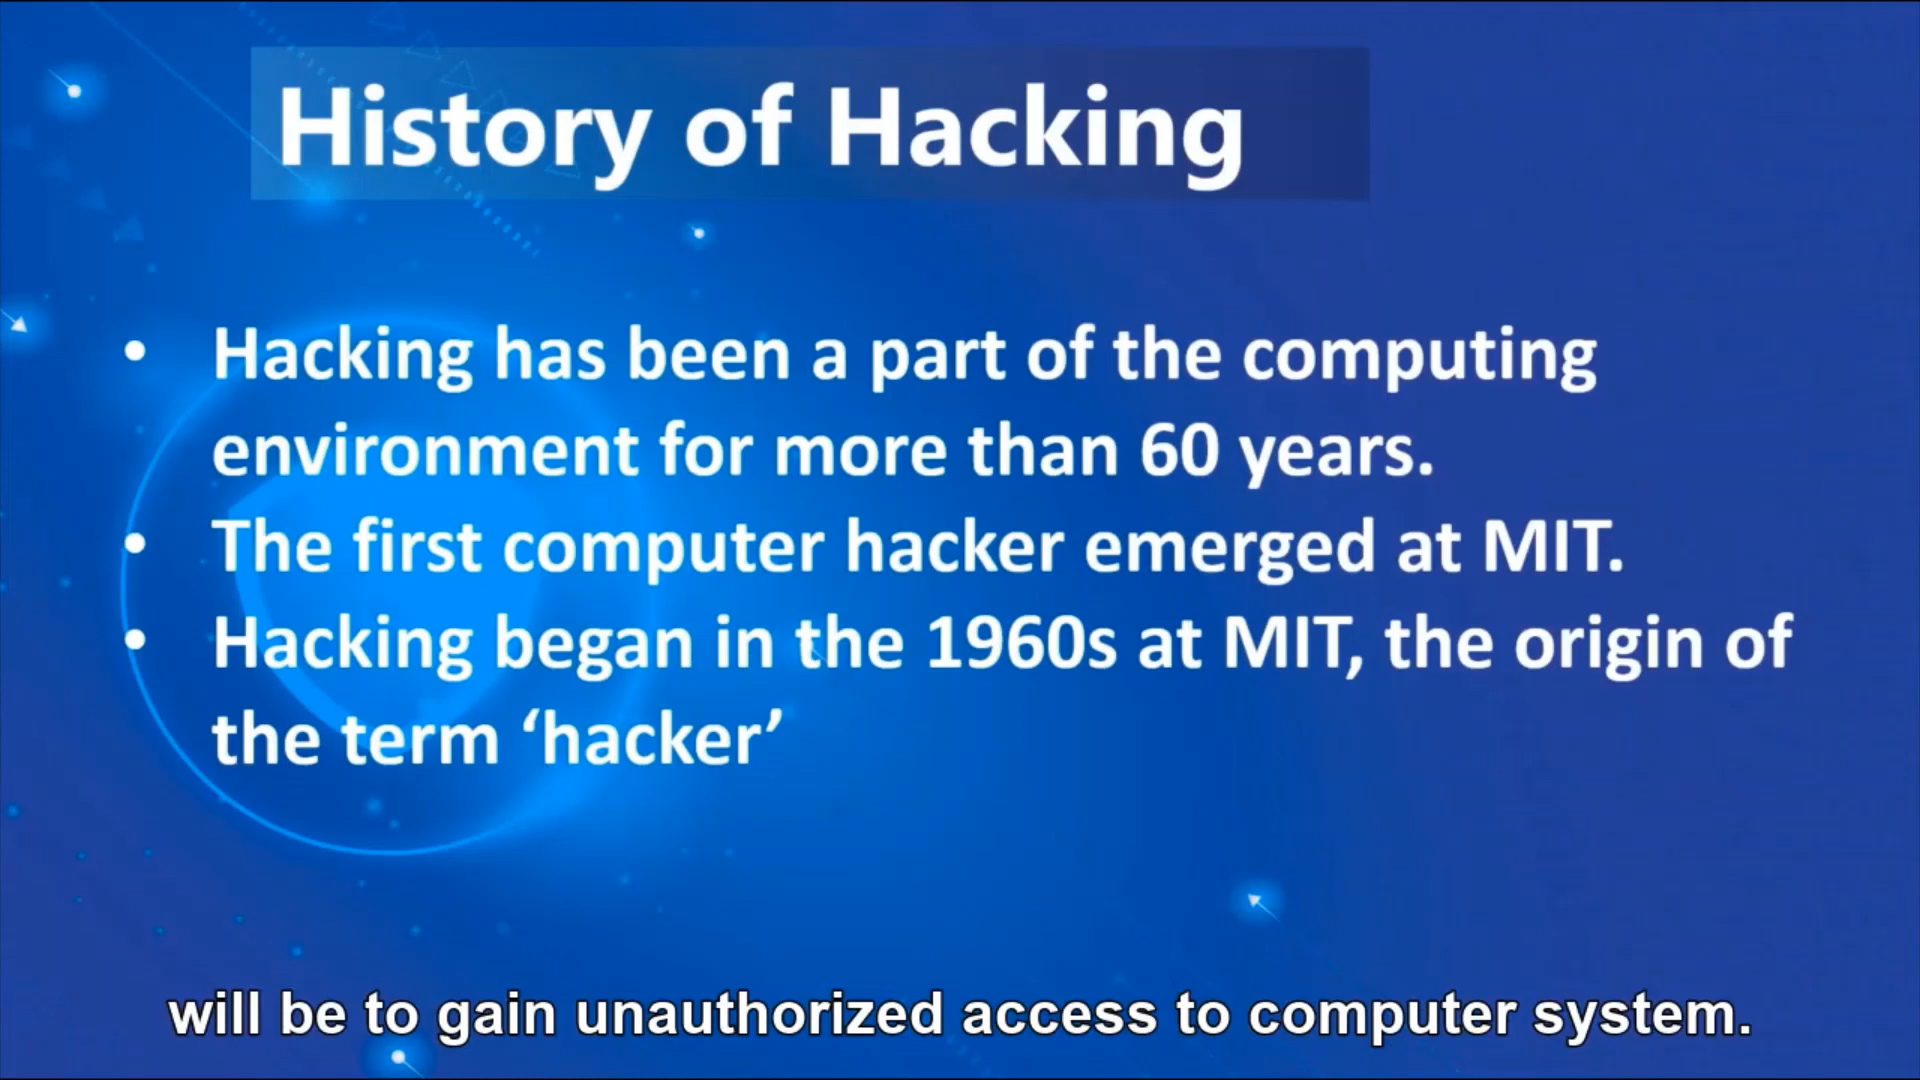 History of Hacking
• Hacking has been a part of the computing
environment for more than 60 years.
• The first computer hacker emerged at MIT.
• Hacking began in the 1960s at MIT, the origin of
the term ‘hacker’
will be to gain unauthorized access to computer system.